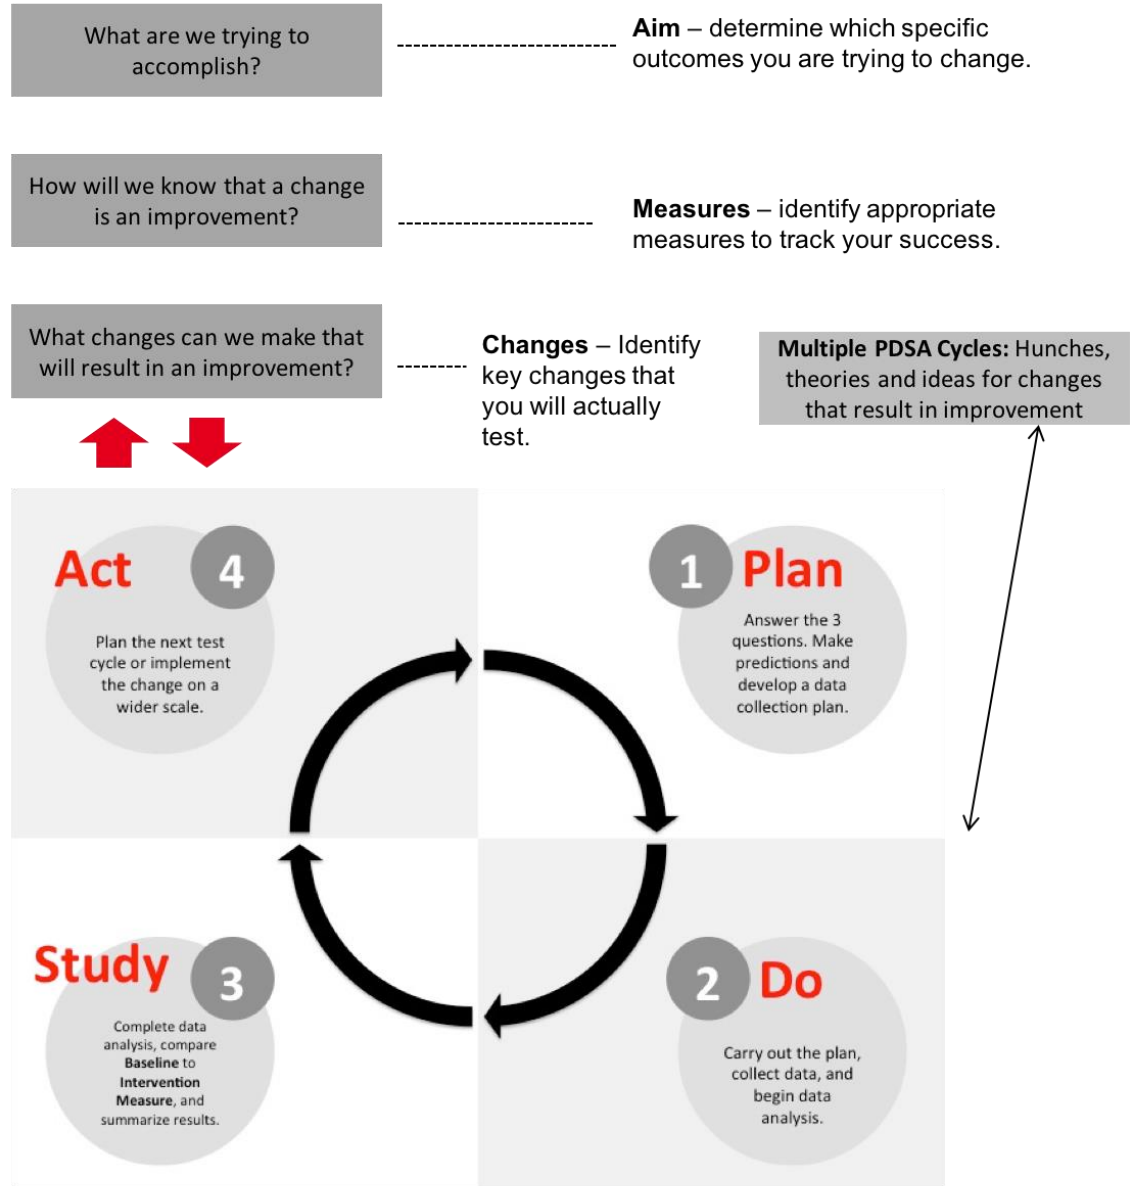 What are we trying to
accomplish?
Aim – determine which specific
outcomes you are trying to change.
How will we know that a change
is an improvement?
Measures – identify appropriate
measures to track your success.
What changes can we make that
will result in an improvement?
Changes – Identify
key changes that
you will actually
test.
Multiple PDSA Cycles: Hunches,
theories and ideas for changes
that result in improvement
Act
4
Plan the next test
cycle or implement
the change on a
wider scale.
1
Plan
Answer the 3
questions. Make
predictions and
develop a data
collection plan.
Study
3
Complete data
analysis, compare
Baseline to
Intervention
Measure, and
summarize results.
2
Do
Carry out the plan,
collect data, and
begin data
analysis.